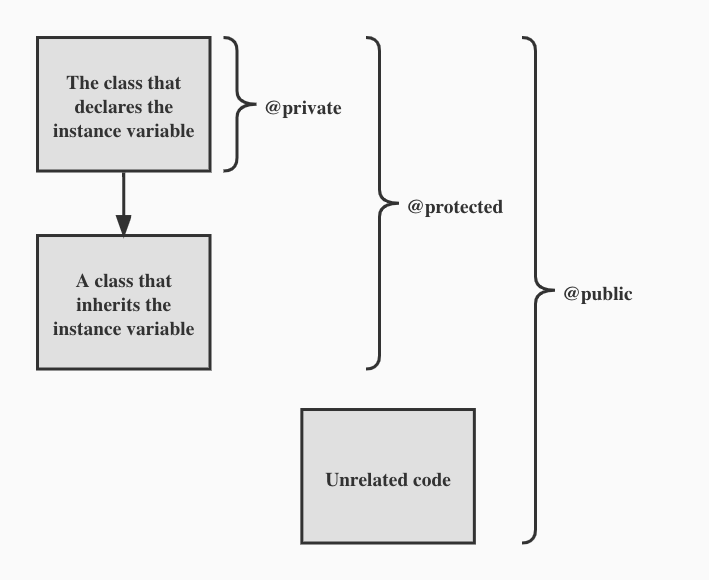 The class that
declares the
instance variable
@private
@protected
A class that
inherits the
instance variable
@public
Unrelated code